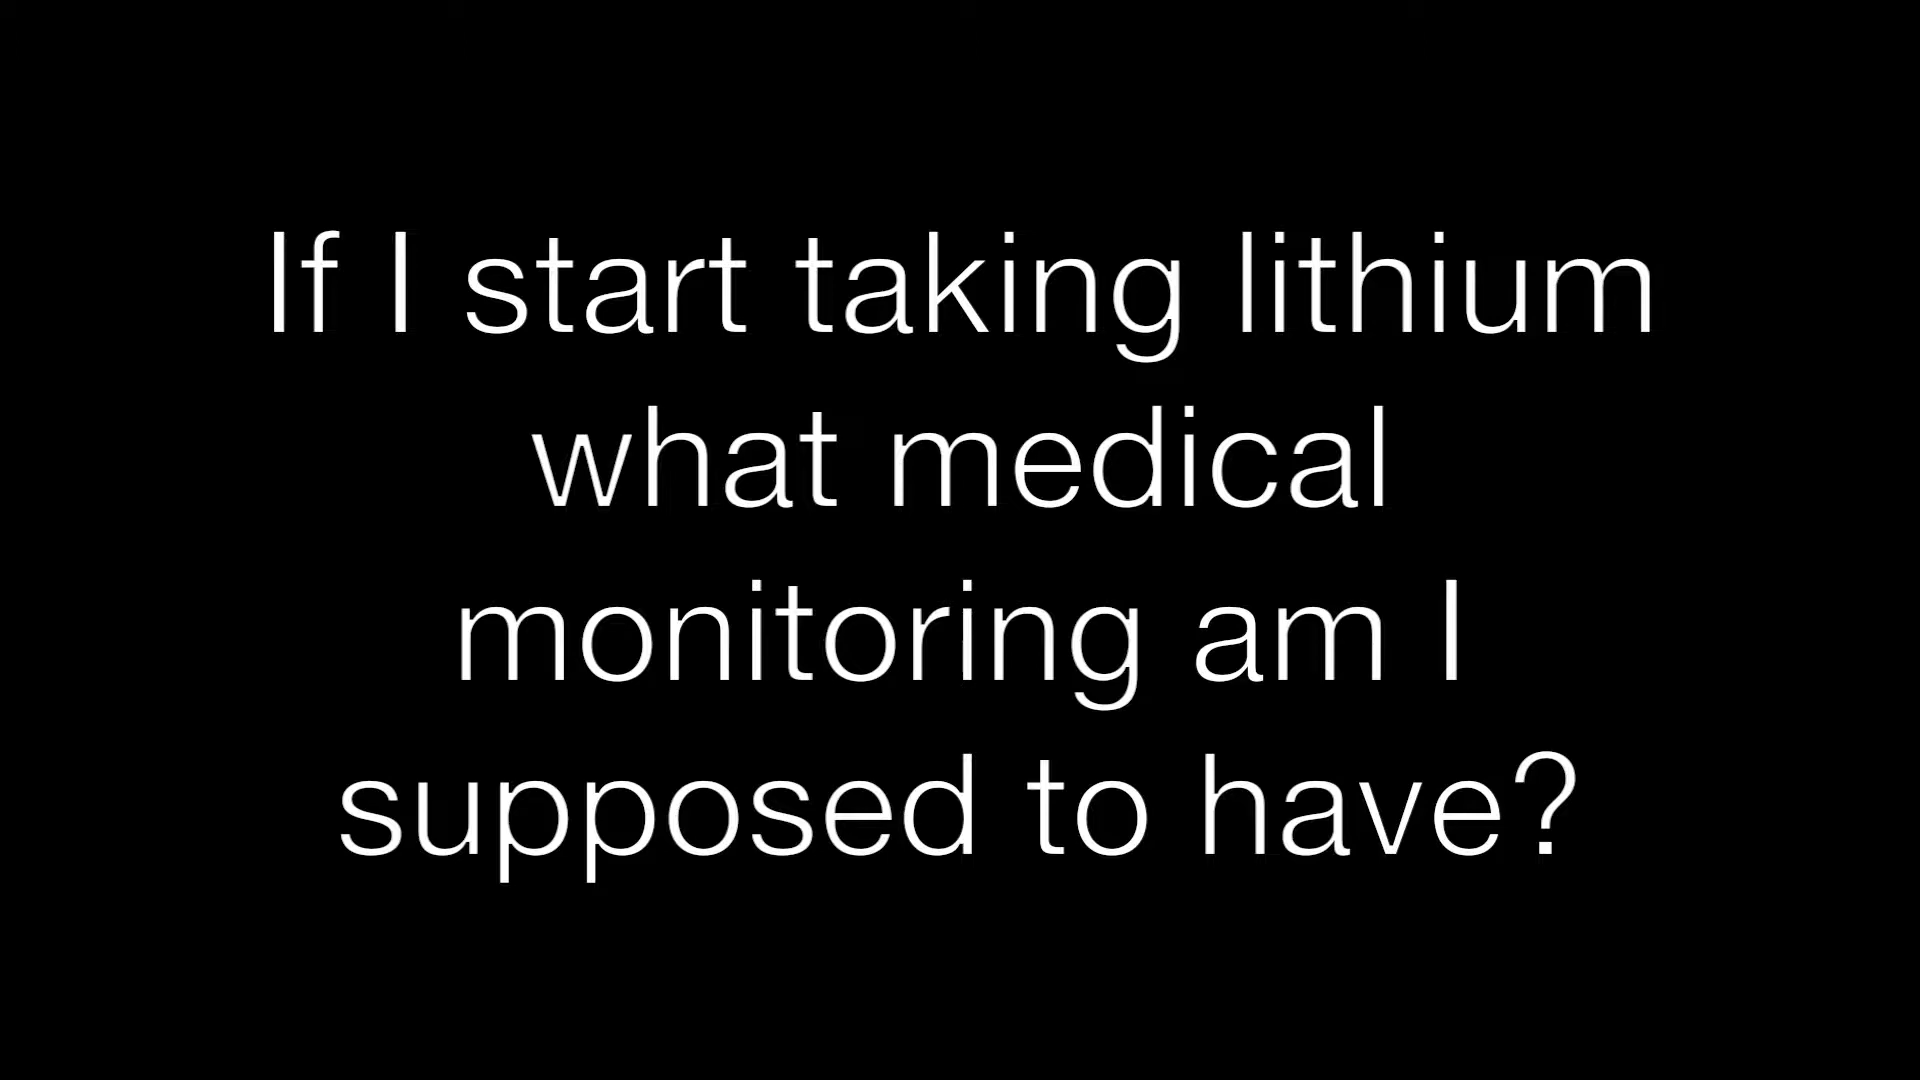 If I start taking lithium
what medical
monitoring am I
supposed to have?